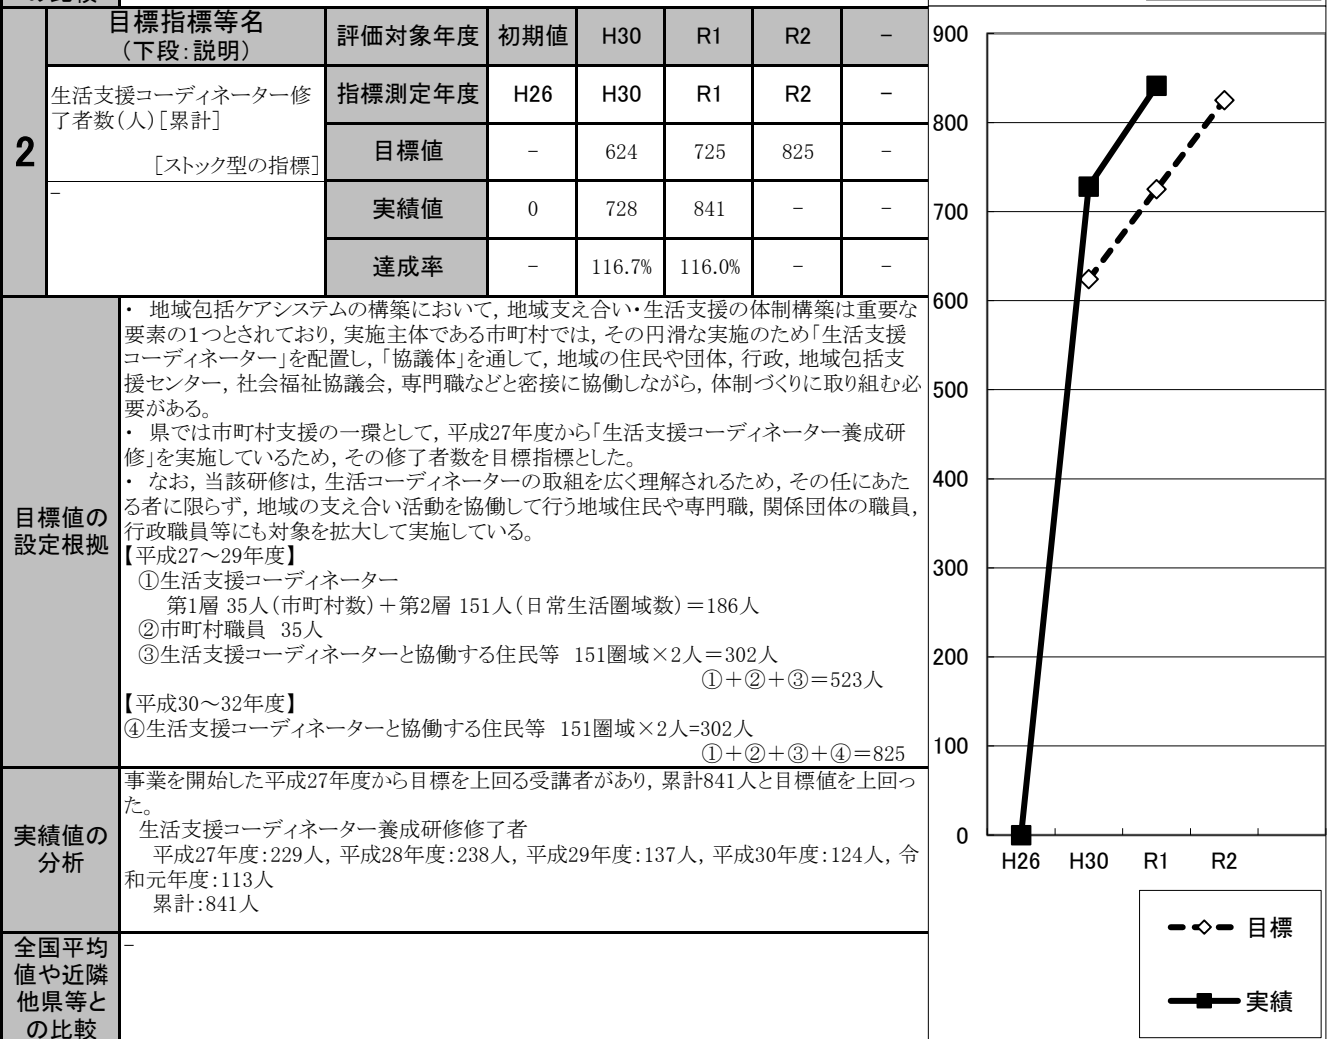 の比較
2
目標指標等名
（下段：説明）
評価対象年度 初期値 H30 R1 R2 -
生活支援コーディネーター修
了者数（人）［累計］
［ストック型の指標］
-
指標測定年度 H26 H30 R1 R2 -
目標値 - 624 725 825 -
実績値 0 728 841 - -
達成率 - 116.7% 116.0% - -
目標値の
設定根拠
・ 地域包括ケアシステムの構築において，地域支え合い・生活支援の体制構築は重要な
要素の１つとされており，実施主体である市町村では，その円滑な実施のため「生活支援
コーディネーター」を配置し，「協議体」を通して，地域の住民や団体，行政，地域包括支
援センター，社会福祉協議会，専門職などと密接に協働しながら，体制づくりに取り組む必
要がある。
・ 県では市町村支援の一環として，平成27年度から「生活支援コーディネーター養成研
修」を実施しているため，その修了者数を目標指標とした。
・ なお，当該研修は，生活コーディネーターの取組を広く理解されるため，その任にあた
る者に限らず，地域の支え合い活動を協働して行う地域住民や専門職，関係団体の職員，
行政職員等にも対象を拡大して実施している。
【平成27～29年度】
①生活支援コーディネーター
第1層 35人（市町村数）＋第2層 151人（日常生活圏域数）＝186人
②市町村職員 35人
③生活支援コーディネーターと協働する住民等 151圏域×2人＝302人
①＋②＋③＝523人
【平成30～32年度】
④生活支援コーディネーターと協働する住民等 151圏域×2人=302人
①＋②＋③＋④＝825
実績値の
分析
事業を開始した平成27年度から目標を上回る受講者があり，累計841人と目標値を上回っ
た。
生活支援コーディネーター養成研修修了者
平成27年度：229人，平成28年度：238人，平成29年度：137人，平成30年度：124人，令
和元年度：113人
累計：841人
全国平均
値や近隣
他県等と
の比較
-
900
800
700
600
500
400
300
200
100
0
H26 H30 R1 R2
目標
実績